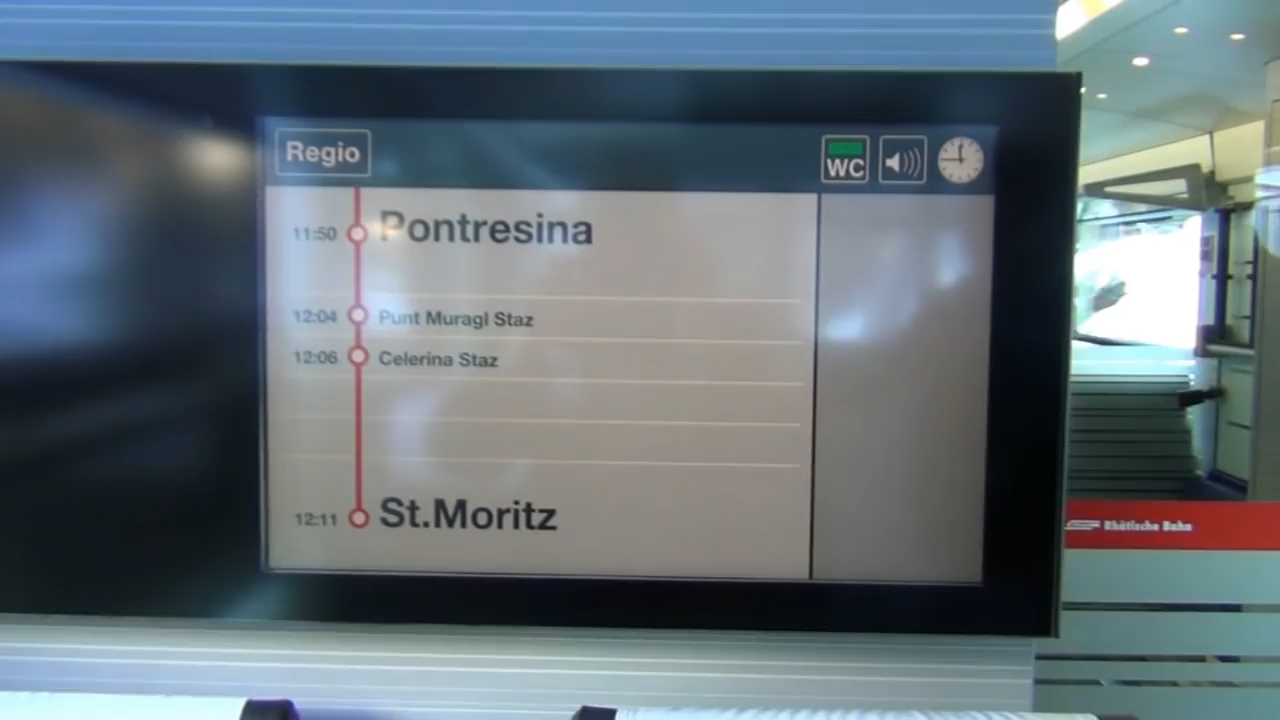 Regio
WC
11:50 Pontresina
12:04 Punt Muragl Staz
12:06 Celerina Staz
12:11 St.Moritz
Rhätische Bahn